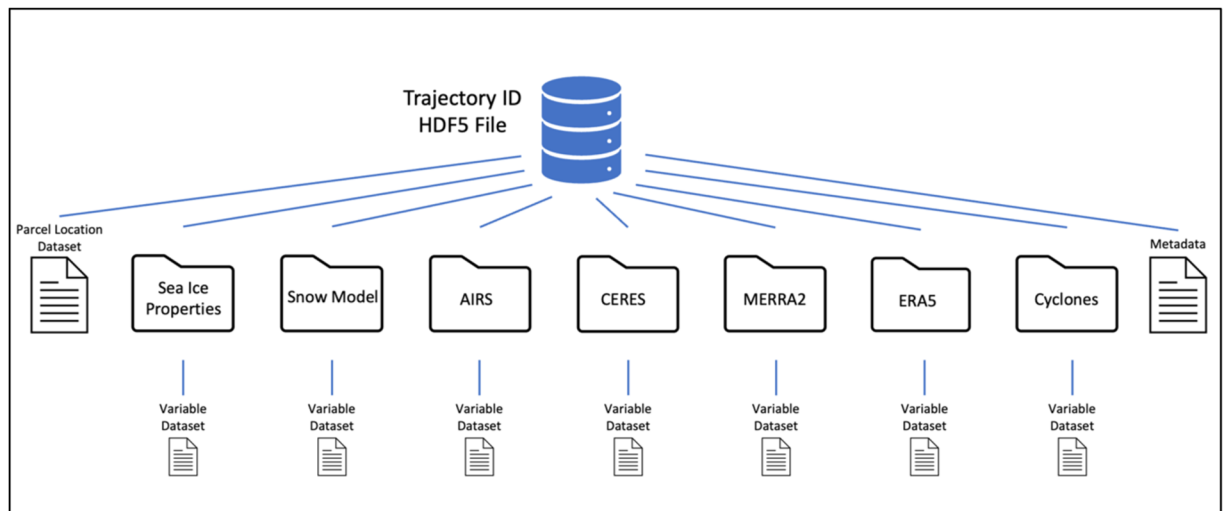 Trajectory ID
HDF5 File
Parcel Location
Dataset
Metadata
Sea Ice
Properties
Snow Model
AIRS
CERES
MERRA2
ERA5
Cyclones
Variable
Dataset
Variable
Dataset
Variable
Dataset
Variable
Dataset
Variable
Dataset
Variable
Dataset
Variable
Dataset